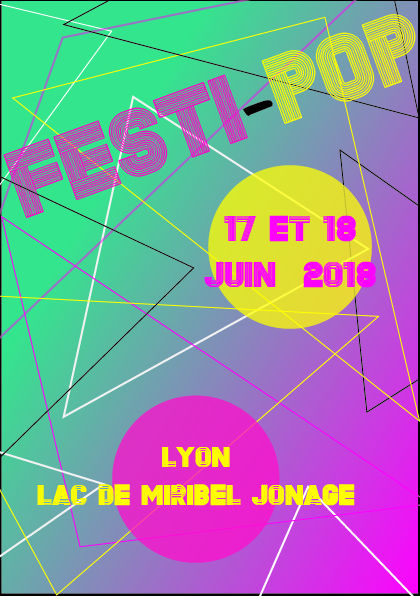 FESTI-POP
17 ET 18
JUIN 2018
LYON
LAC DE MIRIBEL JONAGE